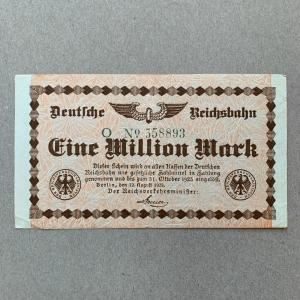 Deutsche Reichsbahn
O No 358893
Eine Million Mark
Dieser Schein wird an allen Kassen der Deutschen
Reichsbahn wie gesetzliche Zahlmittel in Zahlung
genommen und bis zum 31. Oktober 1923 eingelöst.
Berlin, den 12. August 1923.
Der Reichsverkehrsminister: